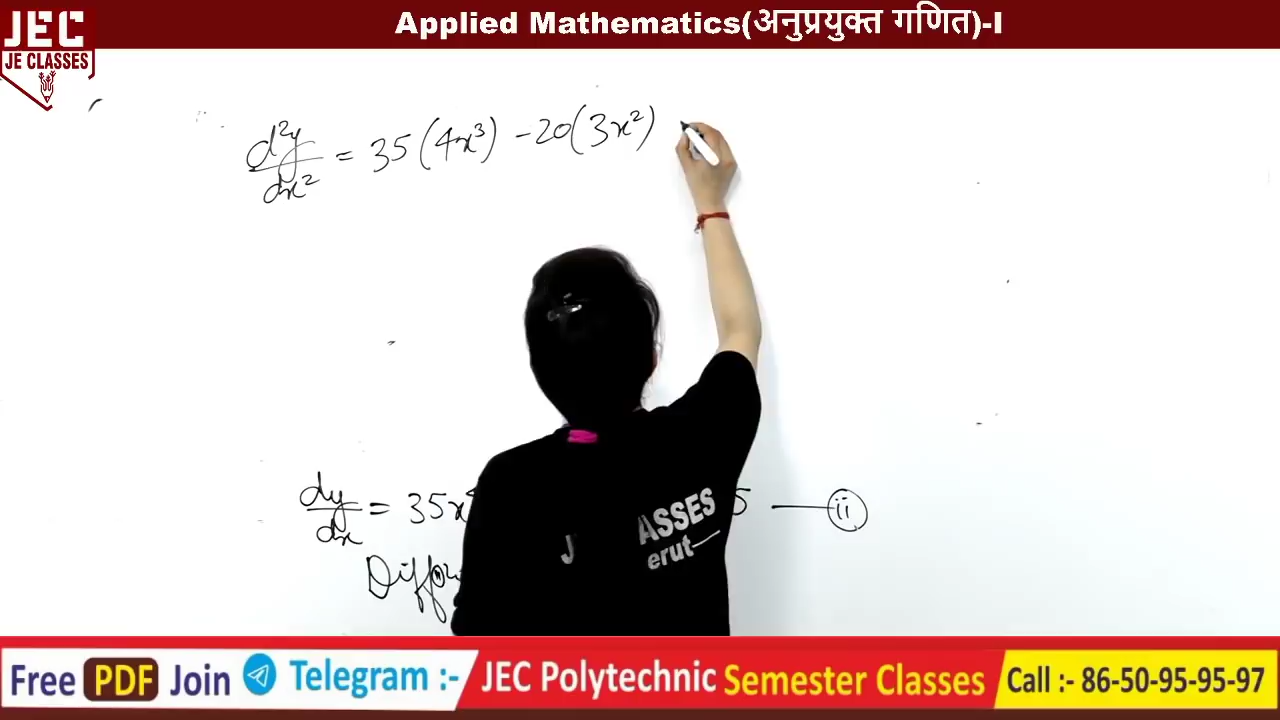 JEC
JE CLASSES
Applied Mathematics(अनुप्रयुक्त गणित)-I
d²y/dx² = 35(4x³) -20(3x²)
dy/dx = 35x 5 — ii
ASSES
erut
Free PDF Join Telegram :- JEC Polytechnic Semester Classes Call :- 86-50-95-95-97